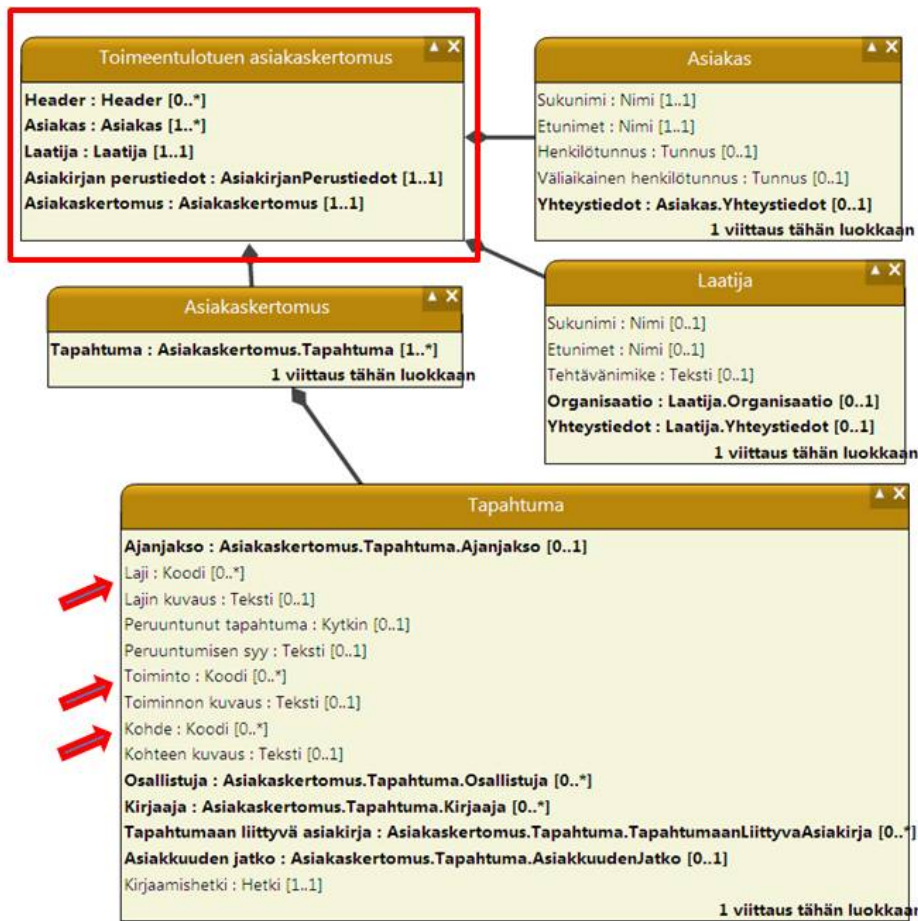 Toimeentulotuen asiakaskertomus
Header : Header [0..*]
Asiakas : Asiakas [1..*]
Laatija : Laatija [1..1]
Asiakirjan perustiedot : AsiakirjanPerustiedot [1..1]
Asiakaskertomus : Asiakaskertomus [1..1]
Asiakas
Sukunimi : Nimi [1..1]
Etunimet : Nimi [1..1]
Henkilötunnus : Tunnus [0..1]
Väliaikainen henkilötunnus : Tunnus [0..1]
Yhteystiedot : Asiakas.Yhteystiedot [0..1]
1 viittaus tähän luokkaan
Asiakaskertomus
Tapahtuma : Asiakaskertomus.Tapahtuma [1..*]
1 viittaus tähän luokkaan
Laatija
Sukunimi : Nimi [0..1]
Etunimet : Nimi [0..1]
Tehtävänimike : Teksti [0..1]
Organisaatio : Laatija.Organisaatio [0..1]
Yhteystiedot : Laatija.Yhteystiedot [0..1]
1 viittaus tähän luokkaan
Tapahtuma
Ajanjakso : Asiakaskertomus.Tapahtuma.Ajanjakso [0..1]
Laji : Koodi [0..*]
Lajin kuvaus : Teksti [0..1]
Peruuntunut tapahtuma : Kytkin [0..1]
Peruuntumisen syy : Teksti [0..1]
Toiminto : Koodi [0..*]
Toiminnon kuvaus : Teksti [0..1]
Kohde : Koodi [0..*]
Kohteen kuvaus : Teksti [0..1]
Osallistuja : Asiakaskertomus.Tapahtuma.Osallistuja [0..*]
Kirjaaja : Asiakaskertomus.Tapahtuma.Kirjaaja [0..*]
Tapahtumaan liittyvä asiakirja : Asiakaskertomus.Tapahtuma.TapahtumaanLiittyvaAsiakirja [0..*]
Asiakkuuden jatko : Asiakaskertomus.Tapahtuma.AsiakkuudenJatko [0..1]
Kirjaamishetki : Hetki [1..1]
1 viittaus tähän luokkaan